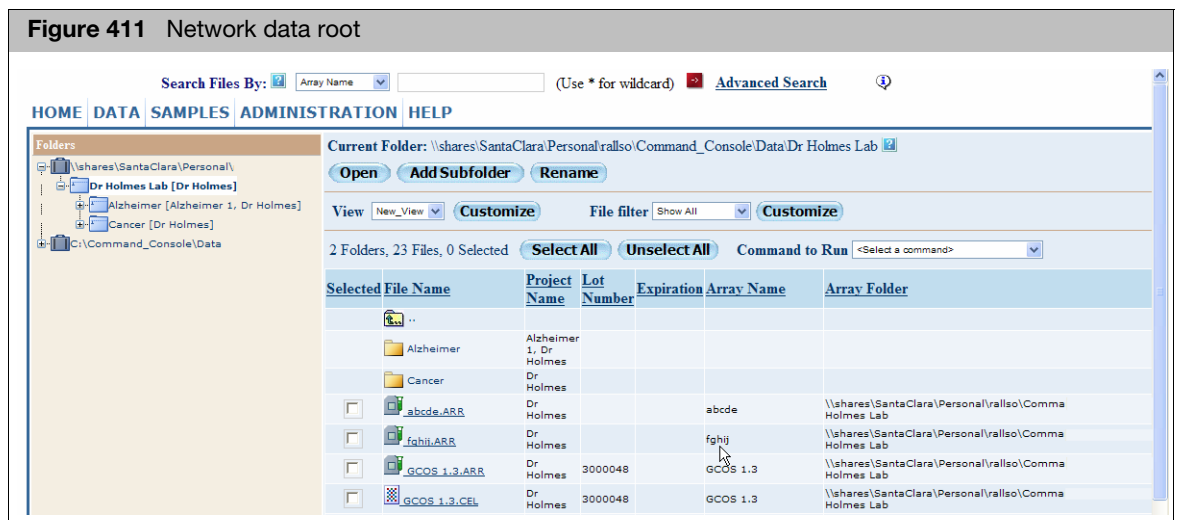 Figure 411 Network data root
Search Files By: ? Array Name (Use * for wildcard) Advanced Search
HOME DATA SAMPLES ADMINISTRATION HELP
Folders
\\shares\SantaClara\Personal\
Dr Holmes Lab [Dr Holmes]
Alzheimer [Alzheimer 1, Dr Holmes]
Cancer [Dr Holmes]
C:\Command_Console\Data
Current Folder: \\shares\SantaClara\Personal\rallso\Command_Console\Data\Dr Holmes Lab ?
Open Add Subfolder Rename
View New_View Customize File filter Show All Customize
2 Folders, 23 Files, 0 Selected Select All Unselect All Command to Run <Select a command>
Selected File Name Project Name Lot Number Expiration Array Name Array Folder
..
Alzheimer Alzheimer 1, Dr Holmes
Cancer Dr Holmes
abcde.ARR Dr Holmes abcde \\shares\SantaClara\Personal\rallso\Comma Holmes Lab
fghij.ARR Dr Holmes fghij \\shares\SantaClara\Personal\rallso\Comma Holmes Lab
GCOS 1.3.ARR Dr Holmes 3000048 GCOS 1.3 \\shares\SantaClara\Personal\rallso\Comma Holmes Lab
GCOS 1.3.CEL Dr Holmes 3000048 GCOS 1.3 \\shares\SantaClara\Personal\rallso\Comma Holmes Lab